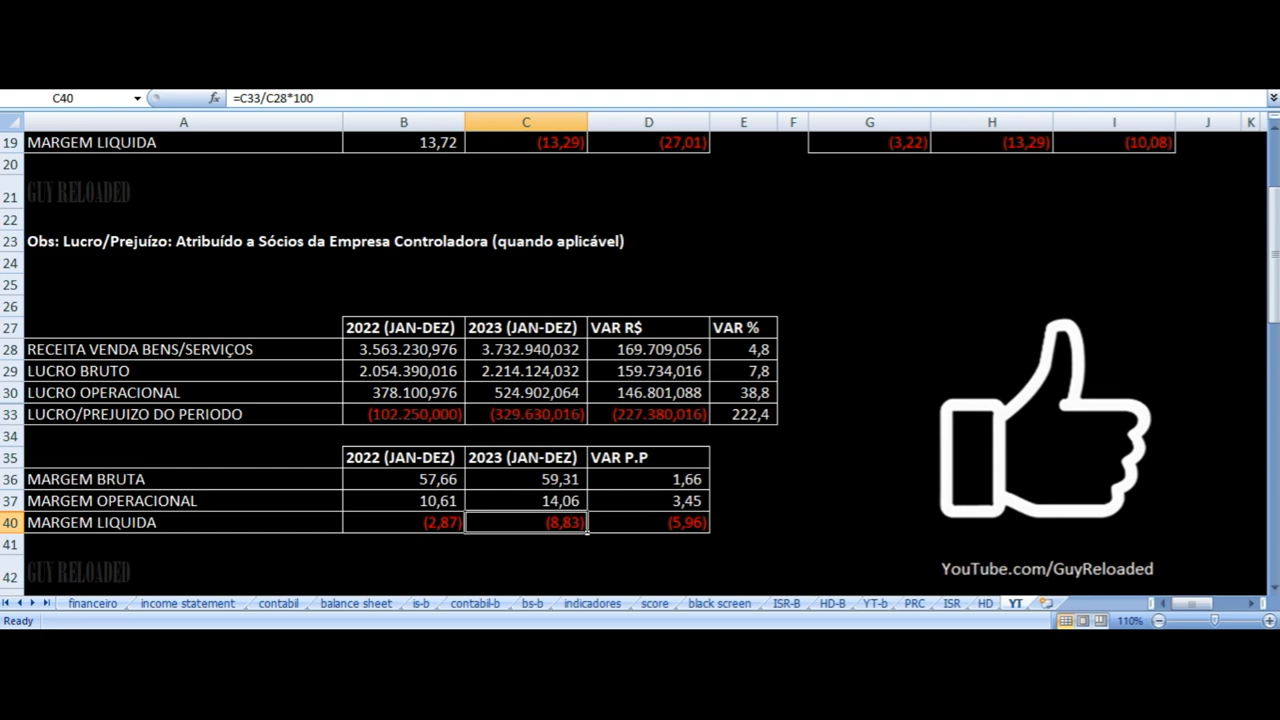 C40 fx =C33/C28*100
A B C D E F G H I J K
19 MARGEM LIQUIDA 13,72 (13,29) (27,01) (3,22) (13,29) (10,08)
20
21 GUY RELOADED
22
23 Obs: Lucro/Prejuízo: Atribuído a Sócios da Empresa Controladora (quando aplicável)
24
25
26
27 2022 (JAN-DEZ) 2023 (JAN-DEZ) VAR R$ VAR %
28 RECEITA VENDA BENS/SERVIÇOS 3.563.230,976 3.732.940,032 169.709,056 4,8
29 LUCRO BRUTO 2.054.390,016 2.214.124,032 159.734,016 7,8
30 LUCRO OPERACIONAL 378.100,976 524.902,064 146.801,088 38,8
33 LUCRO/PREJUIZO DO PERIODO (102.250,000) (329.630,016) (227.380,016) 222,4
34
35 2022 (JAN-DEZ) 2023 (JAN-DEZ) VAR P.P
36 MARGEM BRUTA 57,66 59,31 1,66
37 MARGEM OPERACIONAL 10,61 14,06 3,45
40 MARGEM LIQUIDA (2,87) (8,83) (5,96)
41
42 GUY RELOADED
YouTube.com/GuyReloaded
financeiro income statement contabil balance sheet is-b contabil-b bs-b indicadores score black screen ISR-B HD-B YT-b PRC ISR HD YT
Ready 110%